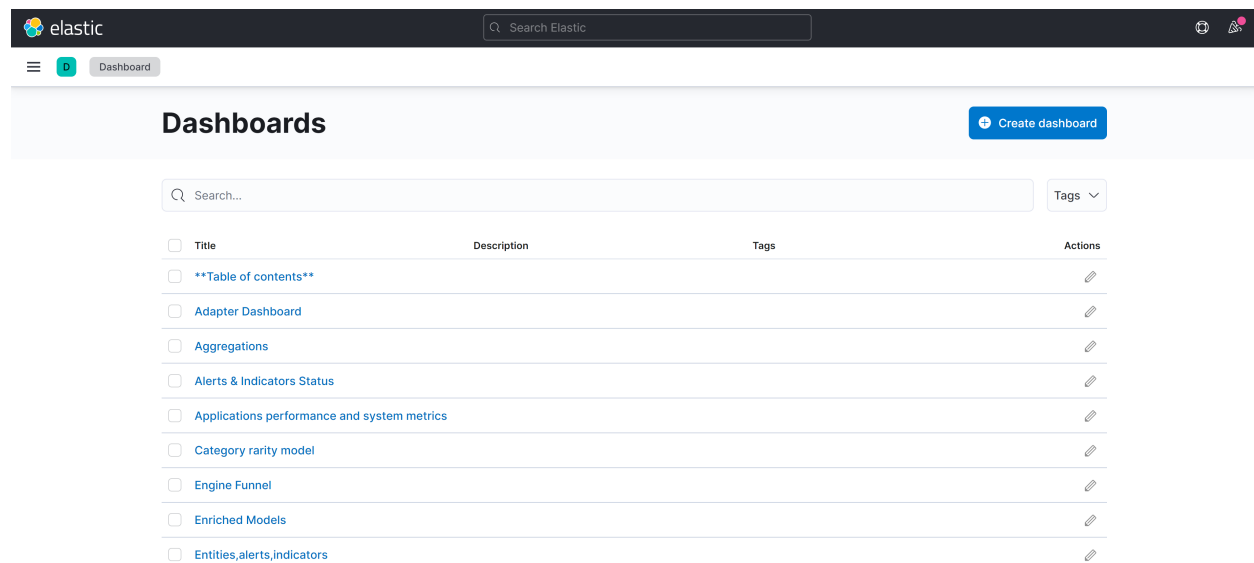 elastic
Search Elastic
D
Dashboard
Dashboards
Create dashboard
Search...
Tags
Title Description Tags Actions
**Table of contents**
Adapter Dashboard
Aggregations
Alerts & Indicators Status
Applications performance and system metrics
Category rarity model
Engine Funnel
Enriched Models
Entities,alerts,indicators